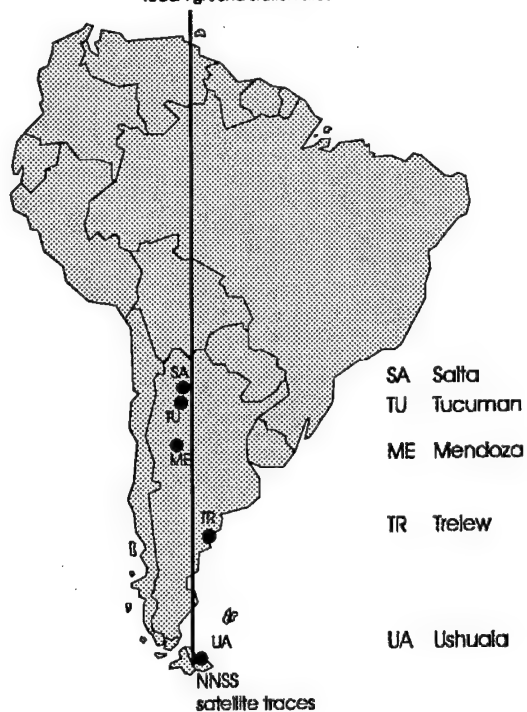 SA
TU
ME
TR
UA
NNSS
satellite traces
SA Salta
TU Tucuman
ME Mendoza
TR Trelew
UA Ushuaia